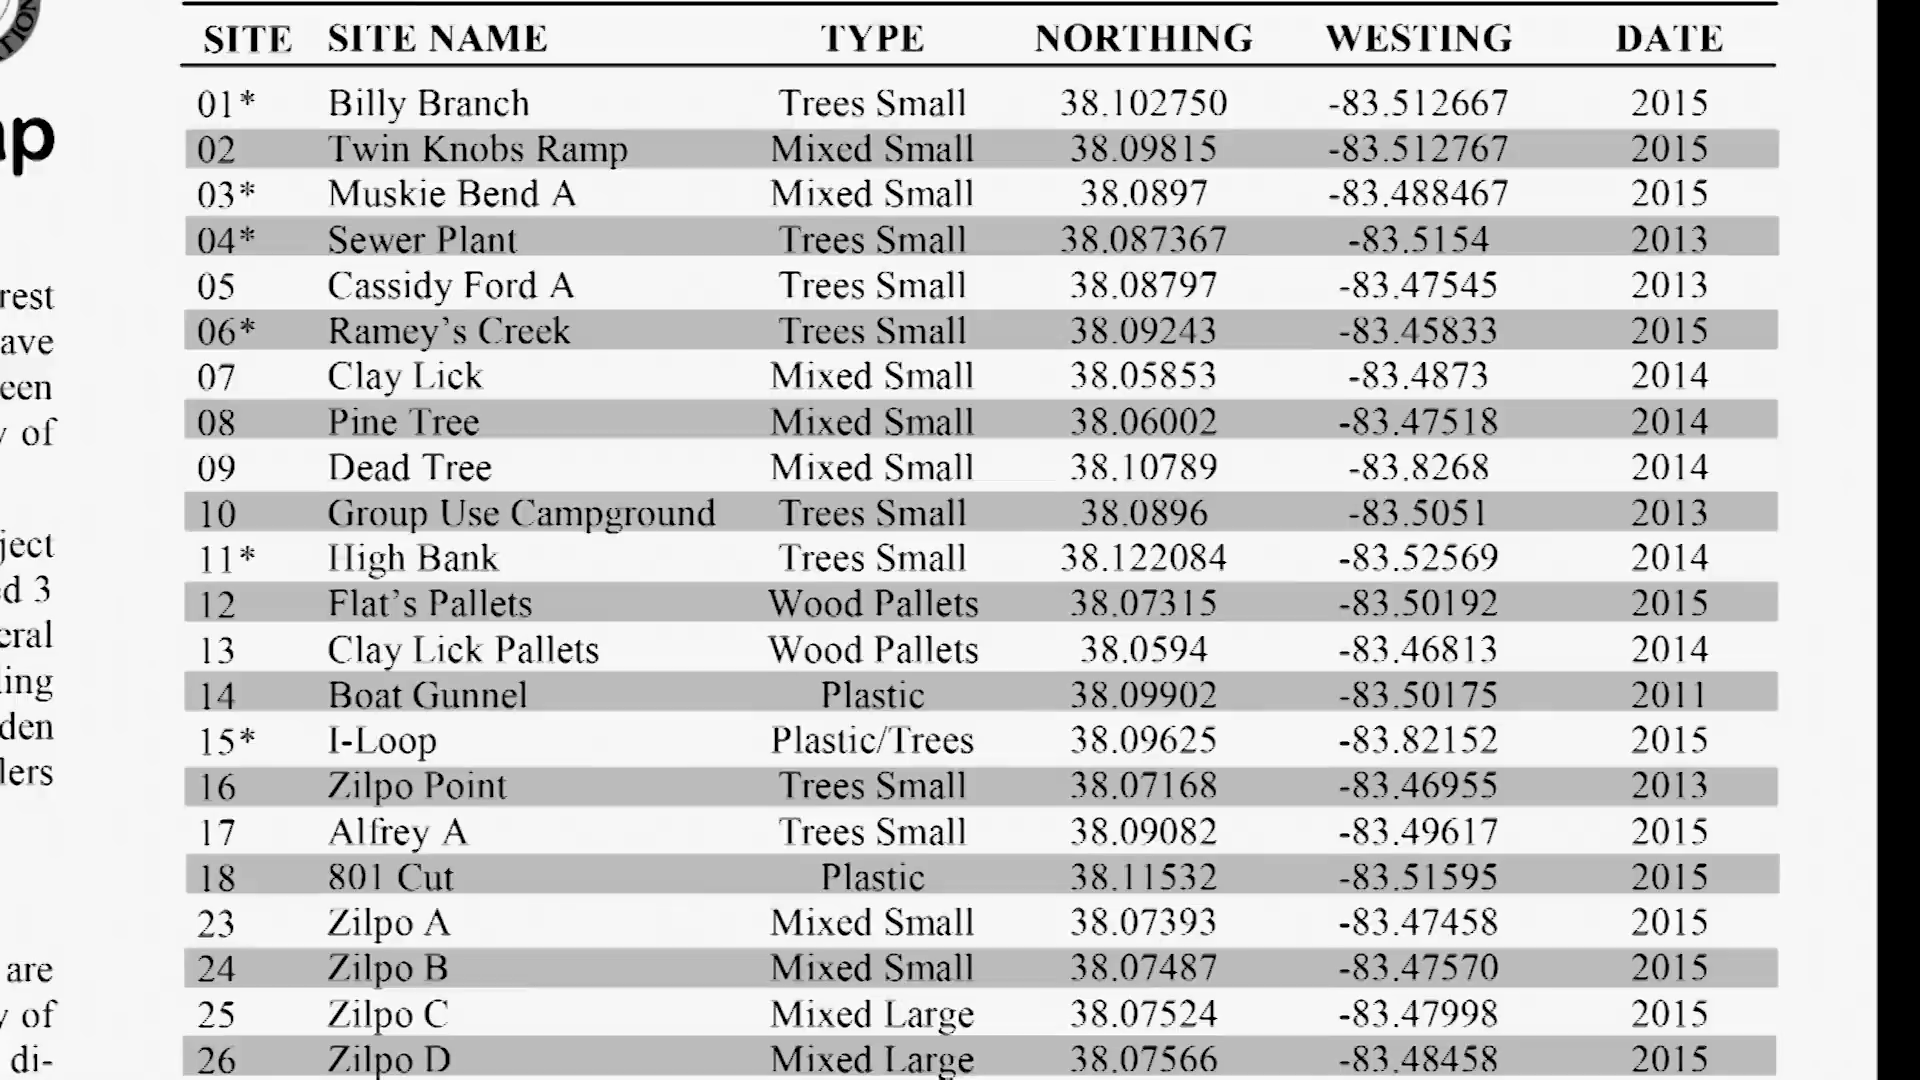 TION
SITE SITE NAME TYPE NORTHING WESTING DATE
01* Billy Branch Trees Small 38.102750 -83.512667 2015
ap
02 Twin Knobs Ramp Mixed Small 38.09815 -83.512767 2015
03* Muskie Bend A Mixed Small 38.0897 -83.488467 2015
04* Sewer Plant Trees Small 38.087367 -83.5154 2013
rest
05 Cassidy Ford A Trees Small 38.08797 -83.47545 2013
ave
06* Ramey’s Creek Trees Small 38.09243 -83.45833 2015
een
07 Clay Lick Mixed Small 38.05853 -83.4873 2014
y of
08 Pine Tree Mixed Small 38.06002 -83.47518 2014
09 Dead Tree Mixed Small 38.10789 -83.8268 2014
10 Group Use Campground Trees Small 38.0896 -83.5051 2013
ject
11* High Bank Trees Small 38.122084 -83.52569 2014
d 3
12 Flat’s Pallets Wood Pallets 38.07315 -83.50192 2015
eral
13 Clay Lick Pallets Wood Pallets 38.0594 -83.46813 2014
ling
14 Boat Gunnel Plastic 38.09902 -83.50175 2011
den
15* I-Loop Plastic/Trees 38.09625 -83.82152 2015
lers
16 Zilpo Point Trees Small 38.07168 -83.46955 2013
17 Alfrey A Trees Small 38.09082 -83.49617 2015
18 801 Cut Plastic 38.11532 -83.51595 2015
23 Zilpo A Mixed Small 38.07393 -83.47458 2015
are
24 Zilpo B Mixed Small 38.07487 -83.47570 2015
y of
25 Zilpo C Mixed Large 38.07524 -83.47998 2015
di-
26 Zilpo D Mixed Large 38.07566 -83.48458 2015